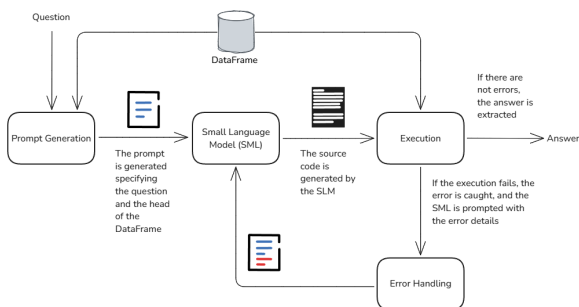 Question
DataFrame
If there are
not errors,
the answer is
extracted
Prompt Generation
Small Language
Model (SML)
Execution
Answer
The prompt
is generated
specifying
the question
and the head
of the
DataFrame
The source
code is
generated by
the SLM
If the execution fails, the
error is caught, and the
SML is prompted with
the error details
Error Handling